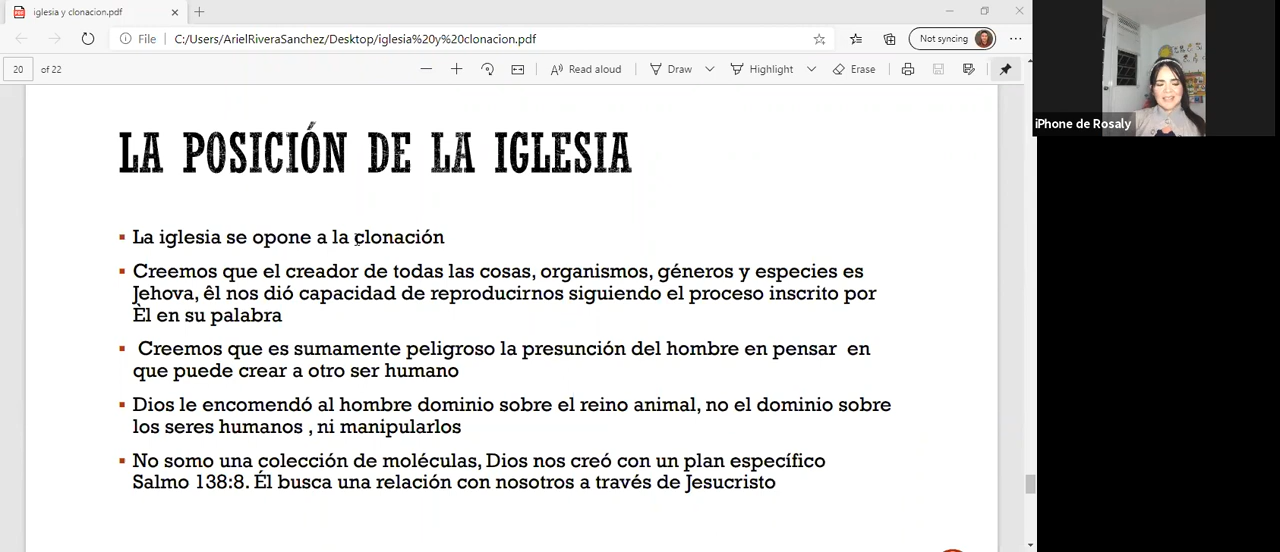 iglesia y clonacion.pdf
File C:/Users/ArielRiveraSanchez/Desktop/iglesia%20y%20clonacion.pdf Not syncing
20 of 22 Read aloud Draw Highlight Erase
iPhone de Rosaly
LA POSICIÓN DE LA IGLESIA
▪ La iglesia se opone a la clonación
▪ Creemos que el creador de todas las cosas, organismos, géneros y especies es
Jehova, êl nos dió capacidad de reproducirnos siguiendo el proceso inscrito por
Èl en su palabra
▪ Creemos que es sumamente peligroso la presunción del hombre en pensar en
que puede crear a otro ser humano
▪ Dios le encomendó al hombre dominio sobre el reino animal, no el dominio sobre
los seres humanos , ni manipularlos
▪ No somo una colección de moléculas, Dios nos creó con un plan específico
Salmo 138:8. Él busca una relación con nosotros a través de Jesucristo